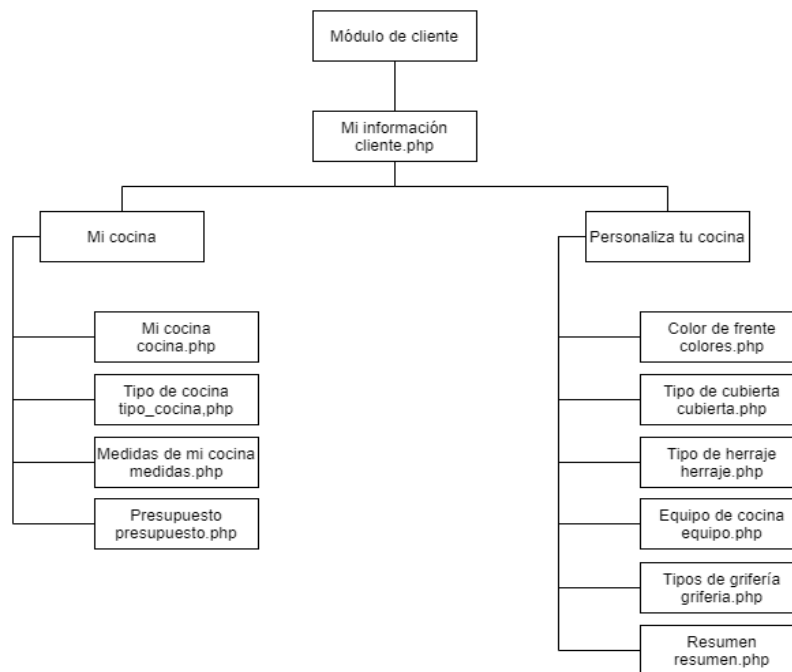 Módulo de cliente
Mi información
cliente.php
Mi cocina
Personaliza tu cocina
Mi cocina
cocina.php
Tipo de cocina
tipo_cocina,php
Medidas de mi cocina
medidas.php
Presupuesto
presupuesto.php
Color de frente
colores.php
Tipo de cubierta
cubierta.php
Tipo de herraje
herraje.php
Equipo de cocina
equipo.php
Tipos de grifería
griferia.php
Resumen
resumen.php